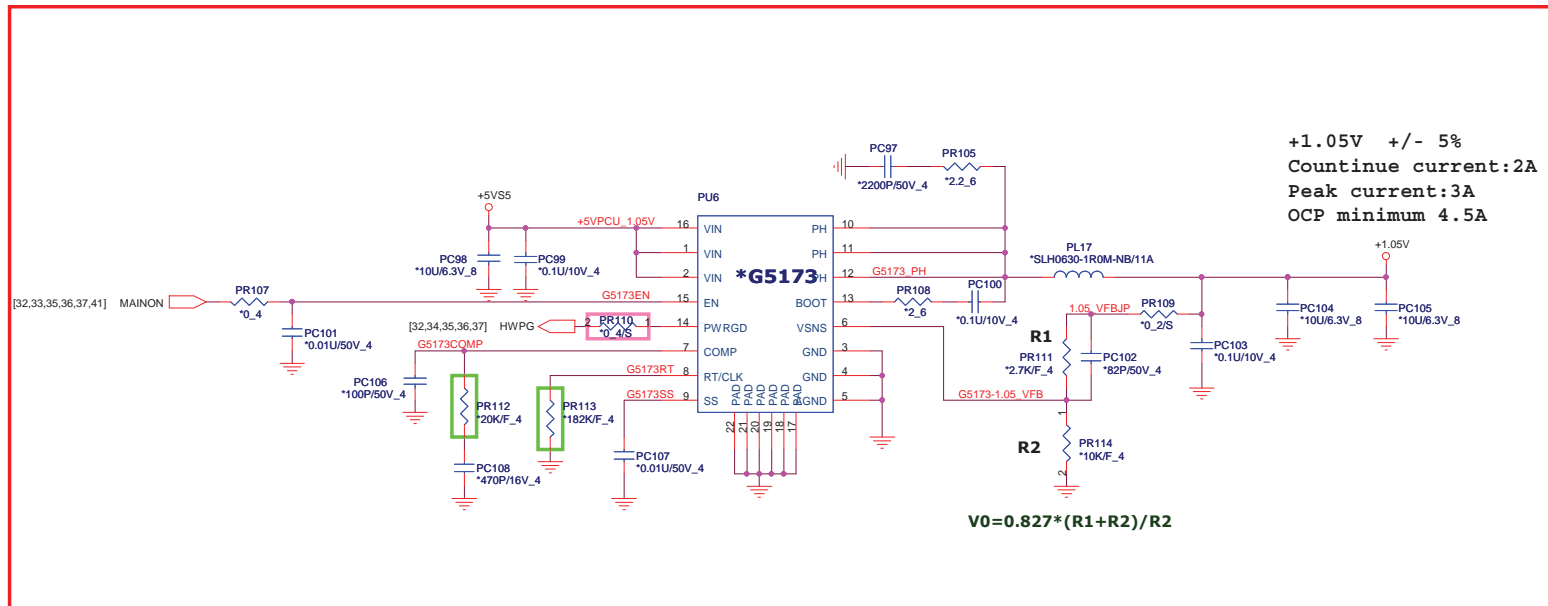 +1.05V +/- 5%
Countinue current:2A
Peak current:3A
OCP minimum 4.5A
PC97
*2200P/50V_4
PR105
*2.2_6
+5VS5
+5VPCU_1.05V
PC98
*10U/6.3V_8
PC99
*0.1U/10V_4
PU6
*G5173
16 VIN
1 VIN
2 VIN
15 EN
14 PWRGD
7 COMP
8 RT/CLK
9 SS
PH 10
PH 11
PH 12
BOOT 13
VSNS 6
GND 3
GND 4
AGND 5
PAD PAD PAD PAD PAD PAD
22 21 20 19 18 17
G5173_PH
PL17
*SLH0630-1R0M-NB/11A
+1.05V
[32,33,35,36,37,41] MAINON
PR107
*0_4
G5173EN
PC101
*0.01U/50V_4
[32,34,35,36,37] HWPG
2 PR110 1
*0_4/S
G5173COMP
PC106
*100P/50V_4
PR112
*20K/F_4
PC108
*470P/16V_4
G5173RT
PR113
*182K/F_4
G5173SS
PC107
*0.01U/50V_4
PR108
*2_6
PC100
*0.1U/10V_4
1.05_VFBJP
PR109
*0_2/S
R1
PR111
*2.7K/F_4
PC102
*82P/50V_4
PC103
*0.1U/10V_4
PC104
*10U/6.3V_8
PC105
*10U/6.3V_8
G5173-1.05_VFB
R2
1
PR114
*10K/F_4
2
V0=0.827*(R1+R2)/R2